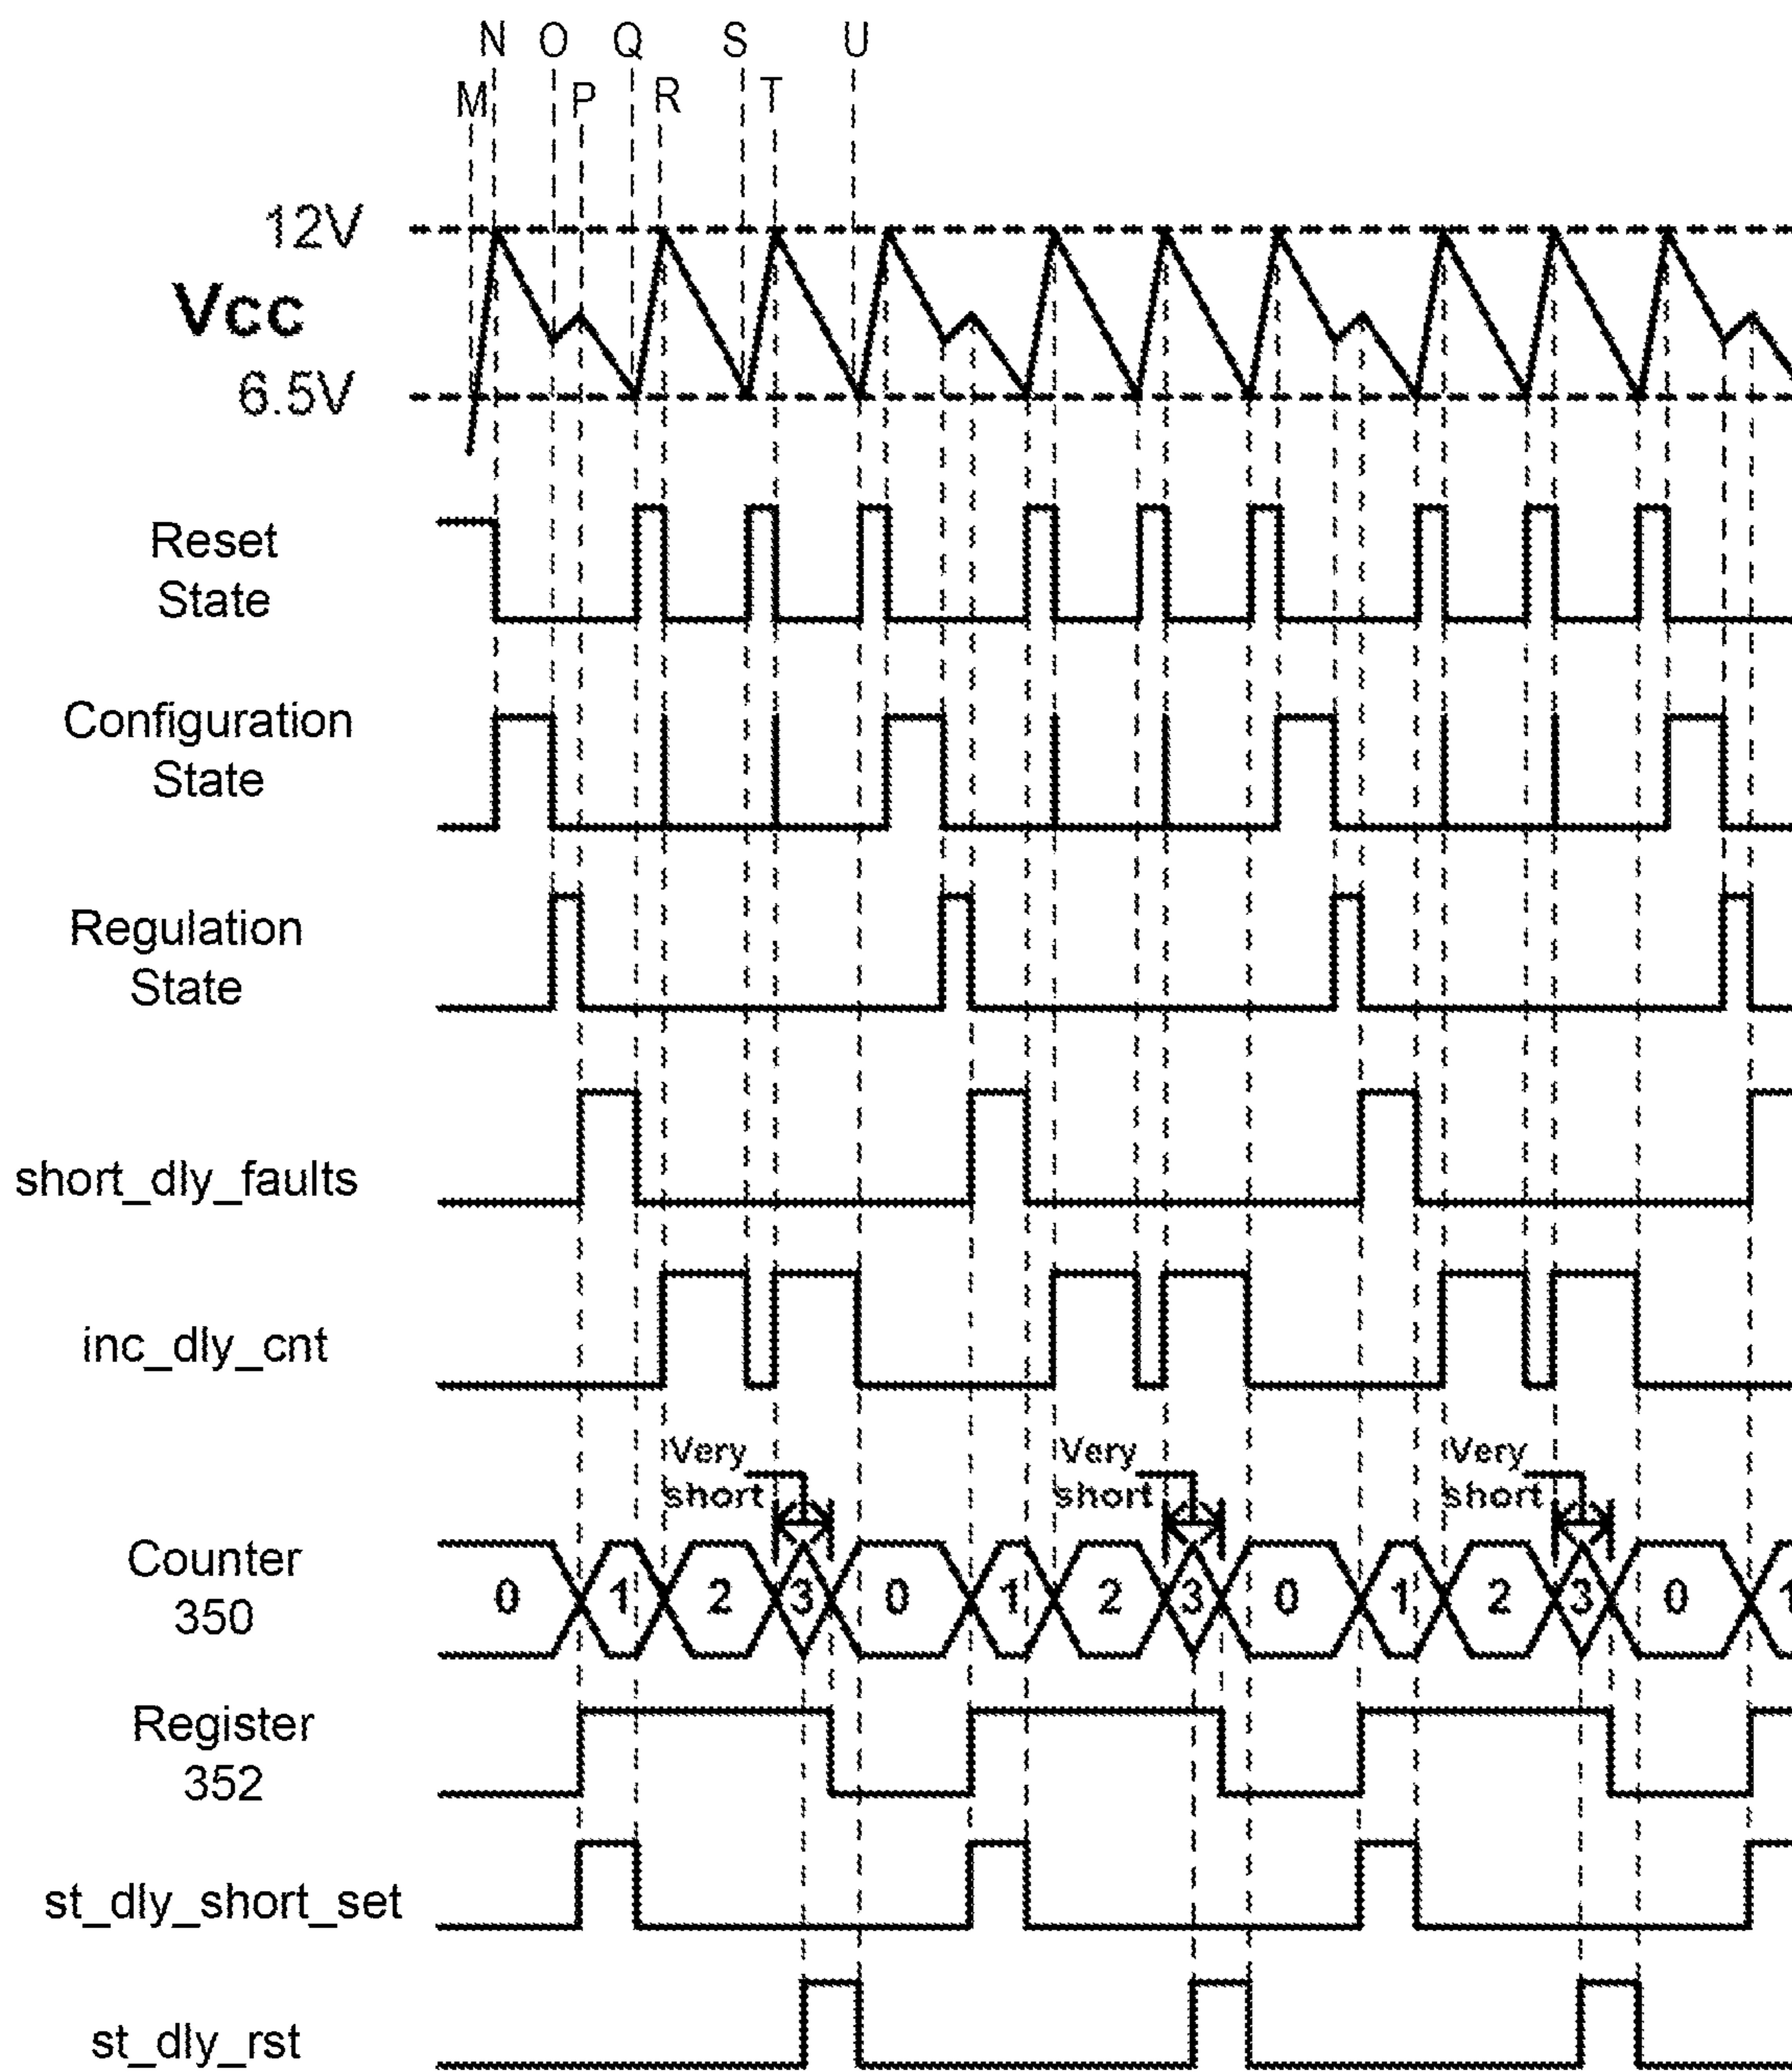 N O Q S U
M P R T
12V
Vcc
6.5V
Reset
State
Configuration
State
Regulation
State
short_dly_faults
inc_dly_cnt
Very Very Very
short short short
Counter
350
0 1 2 3 0 1 2 3 0 1 2 3 0 1
Register
352
st_dly_short_set
st_dly_rst